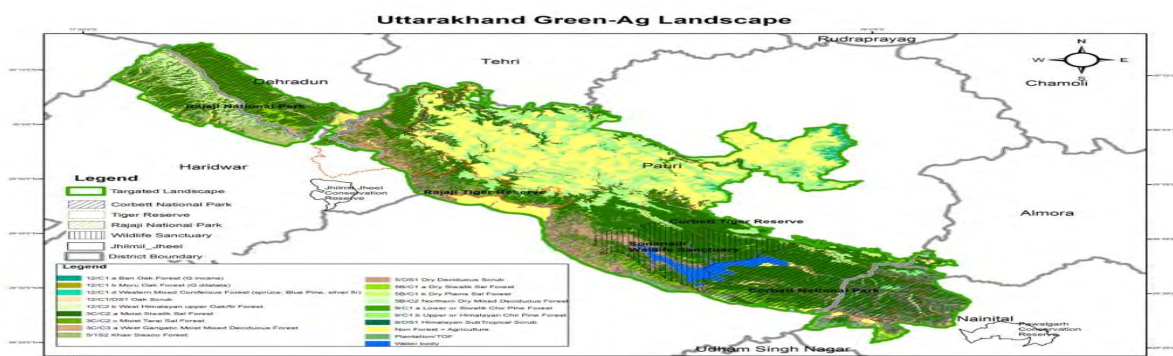 Uttarakhand Green-Ag Landscape
Rudraprayag
N
W
E
S
Tehri
Dehradun
Chamoli
Rajaji National Park
Haridwar
Pauri
Jhilmil Jheel
Conservation
Reserve
Rajaji Tiger Reserve
Almora
Corbett Tiger Reserve
Sonanadi
Wildlife Sanctuary
Corbett National Park
Nainital
Pawalgarh
Conservation
Reserve
Udham Singh Nagar
Legend
Targated Landscape
Corbett National Park
Tiger Reserve
Rajaji National Park
Wildlife Sanctuary
Jhilmil_Jheel
District Boundary
Legend
12/C1 a Ban Oak Forest (Q incana)
12/C1 b Moru Oak Forest (Q dilatata)
12/C1 d Western Mixed Coniferous Forest (spruce, Blue Pine, silver fir)
12/C1/DS1 Oak Scrub
12/C2 b West Himalayan upper Oak/fir Forest
3C/C2 a Moist Siwalik Sal Forest
3C/C2 c Moist Terai Sal Forest
3C/C3 a West Gangetic Moist Mixed Deciduous Forest
5/1S2 Khair Sissoo Forest
5/DS1 Dry Deciduous Scrub
5B/C1 a Dry Siwalik Sal Forest
5B/C1 b Dry Plains Sal Forest
5B/C2 Northern Dry Mixed Deciduous Forest
9/C1 a Lower or Siwalik Chir Pine Forest
9/C1 b Upper or Himalayan Chir Pine Forest
9/DS1 Himalayan SubTropical Scrub
Non Forest + Agriculture
Plantation/TOF
Water body